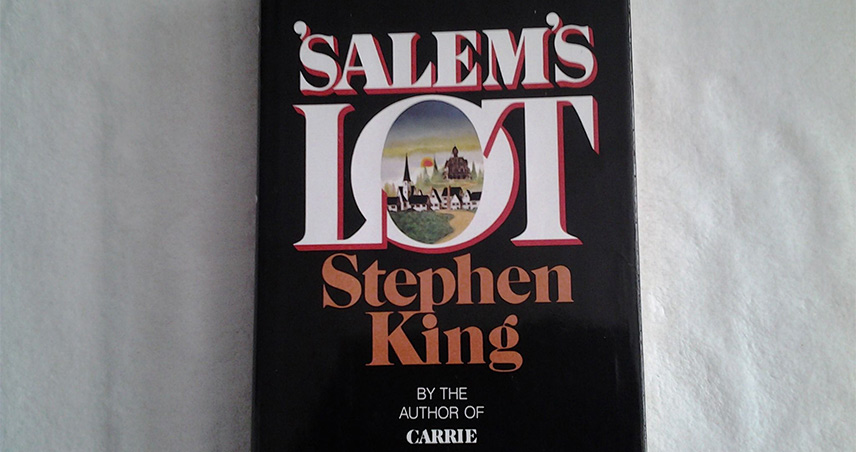 'SALEM'S
LOT
Stephen
King
BY THE
AUTHOR OF
CARRIE